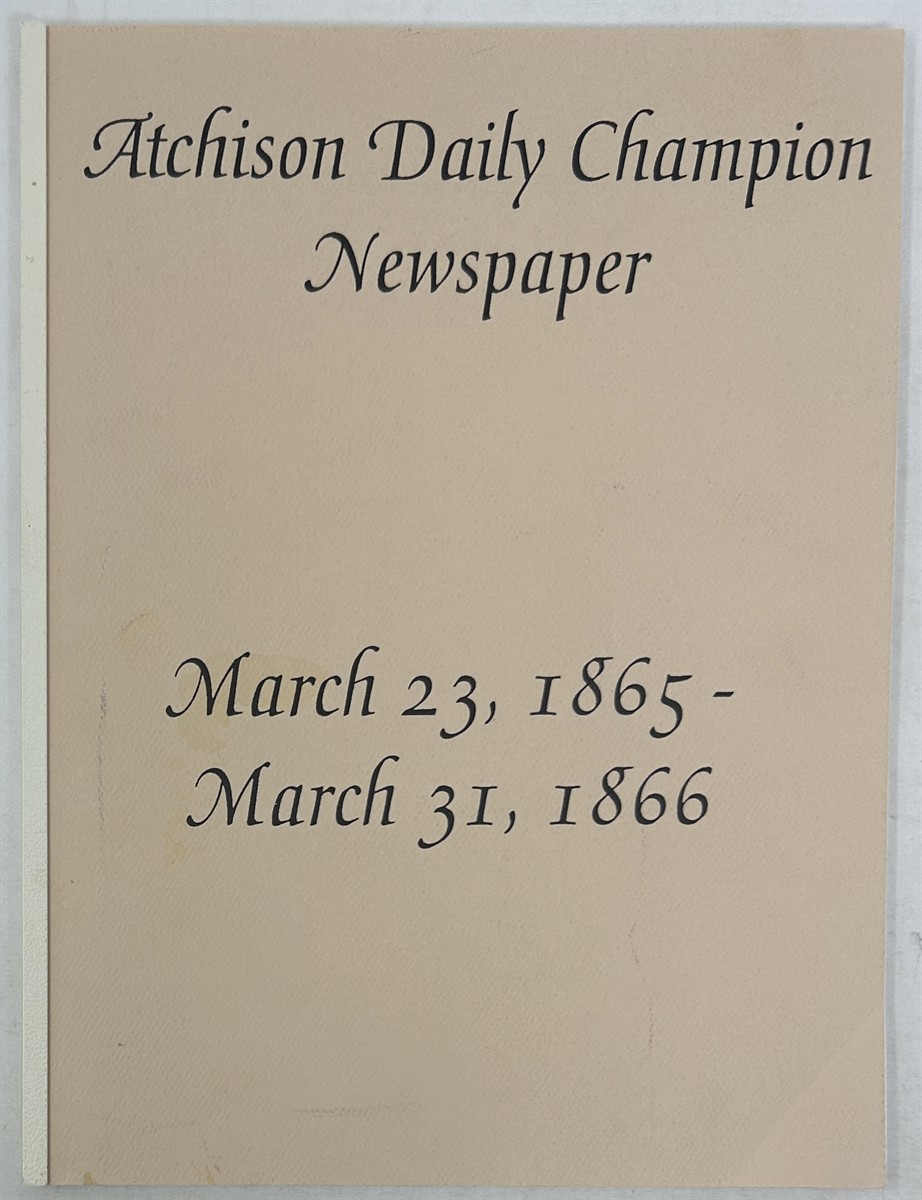 Atchison Daily Champion
Newspaper
March 23, 1865-
March 31, 1866